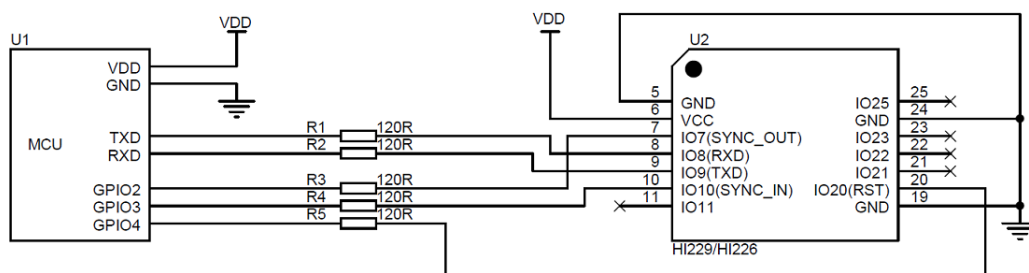 VDD
VDD
U1
U2
VDD
GND
5
GND
IO25
25
6
VCC
GND
24
TXD
R1
120R
7
IO7(SYNC_OUT)
IO23
23
MCU
RXD
R2
120R
8
IO8(RXD)
IO22
22
9
IO9(TXD)
IO21
21
GPIO2
R3
120R
10
IO10(SYNC_IN)
IO20(RST)
20
GPIO3
R4
120R
11
IO11
GND
19
GPIO4
R5
120R
HI229/HI226